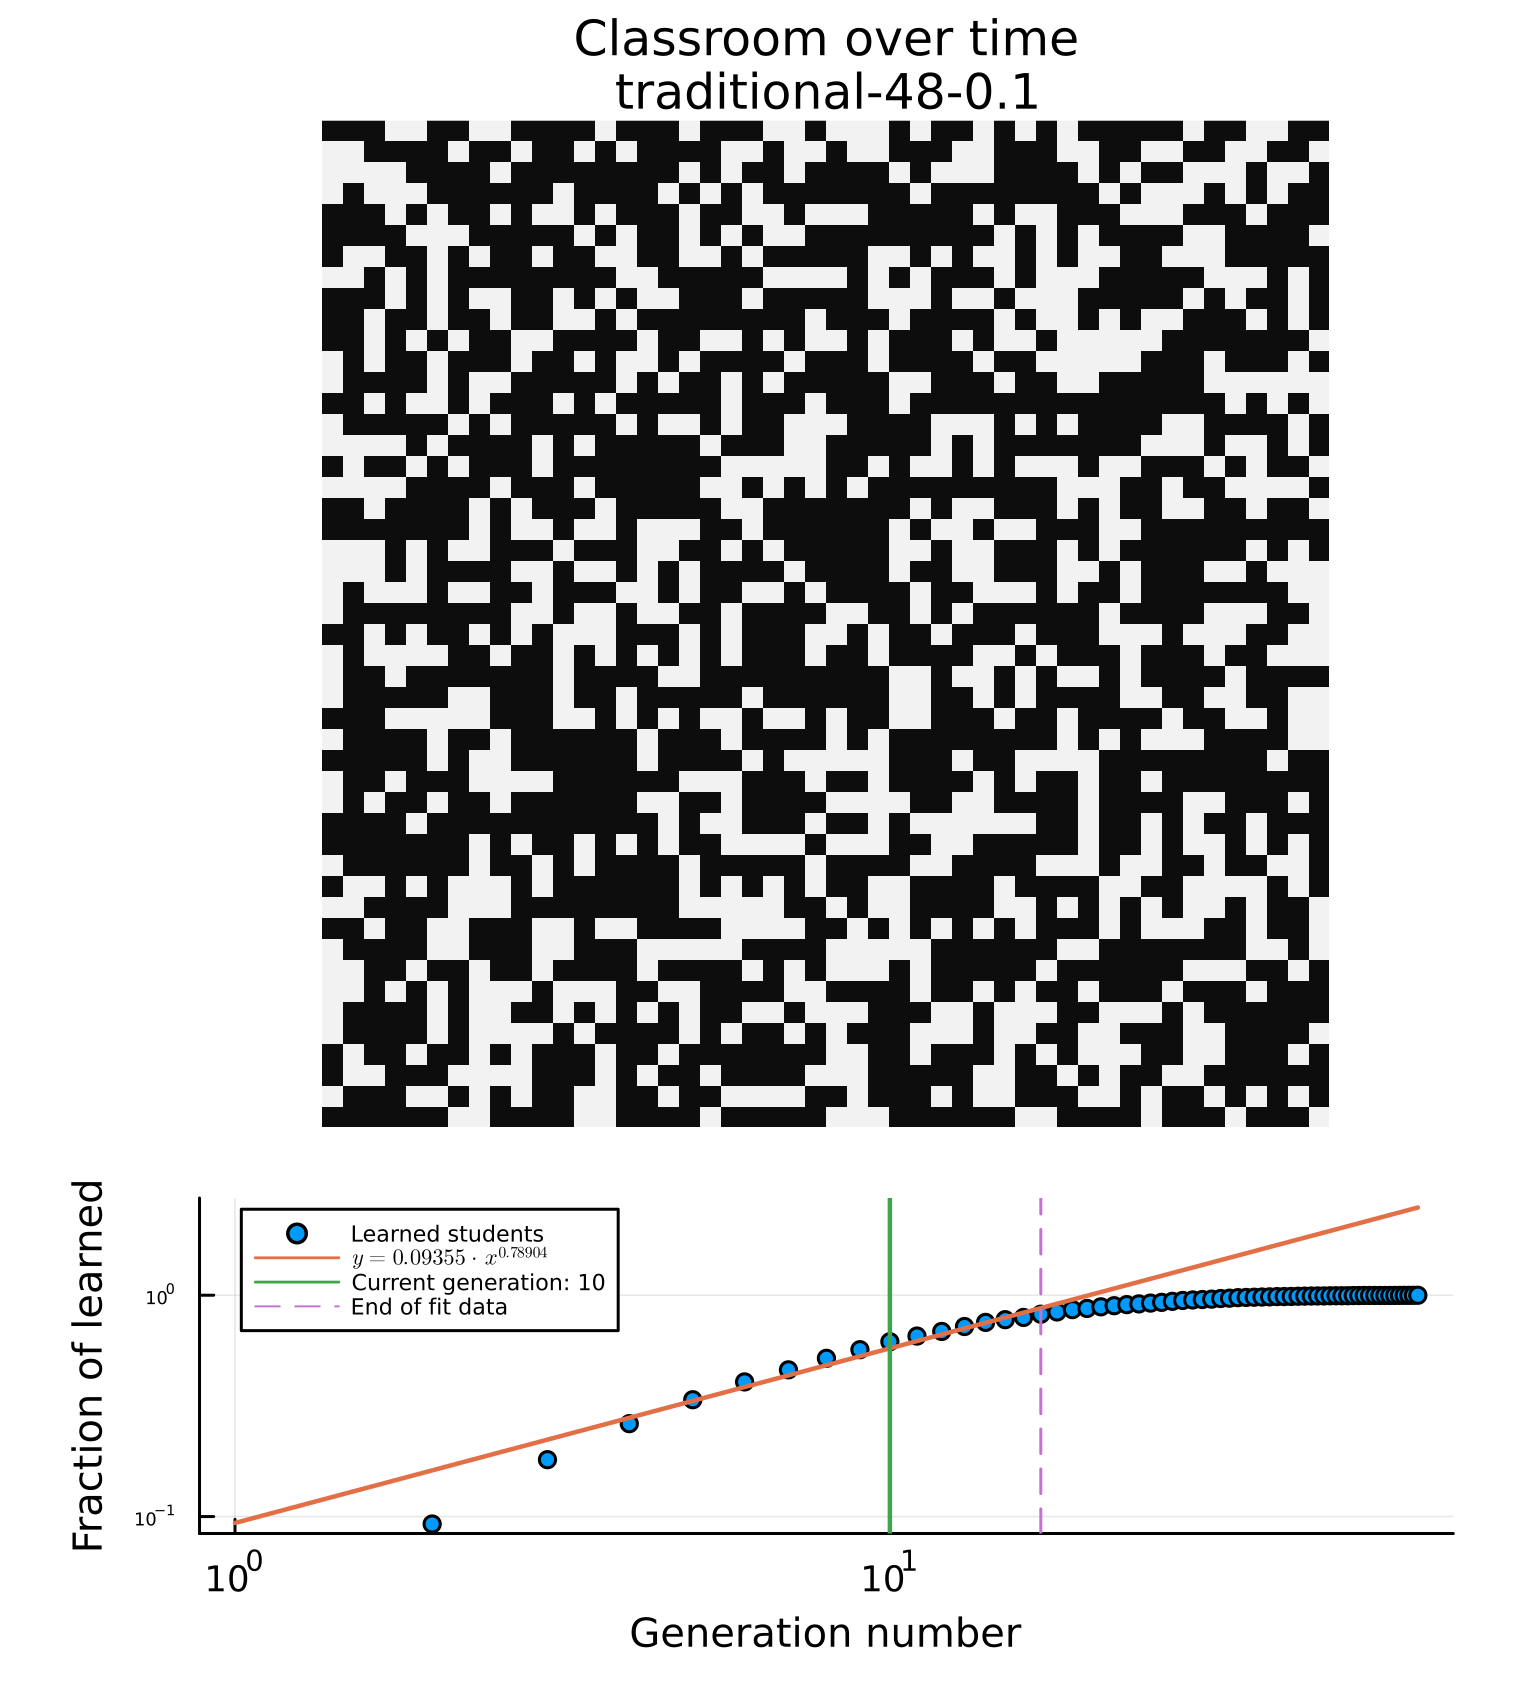 Classroom over time
traditional-48-0.1
Fraction of learned
Learned students
y = 0.09355 · x^0.78904
Current generation: 10
End of fit data
10^0
10^-1
10^0
10^1
Generation number